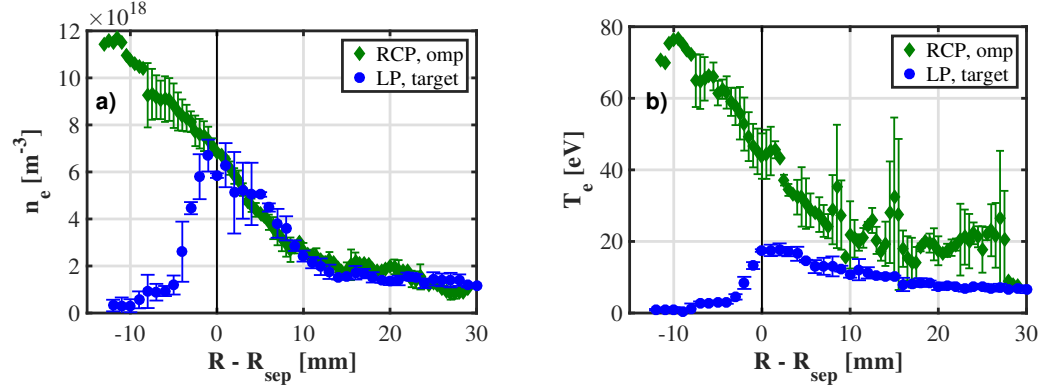 ×10^18
12
10
8
6
4
2
0
n_e [m^-3]
a)
RCP, omp
LP, target
-10 0 10 20 30
R - R_sep [mm]
80
60
40
20
0
T_e [eV]
b)
RCP, omp
LP, target
-10 0 10 20 30
R - R_sep [mm]